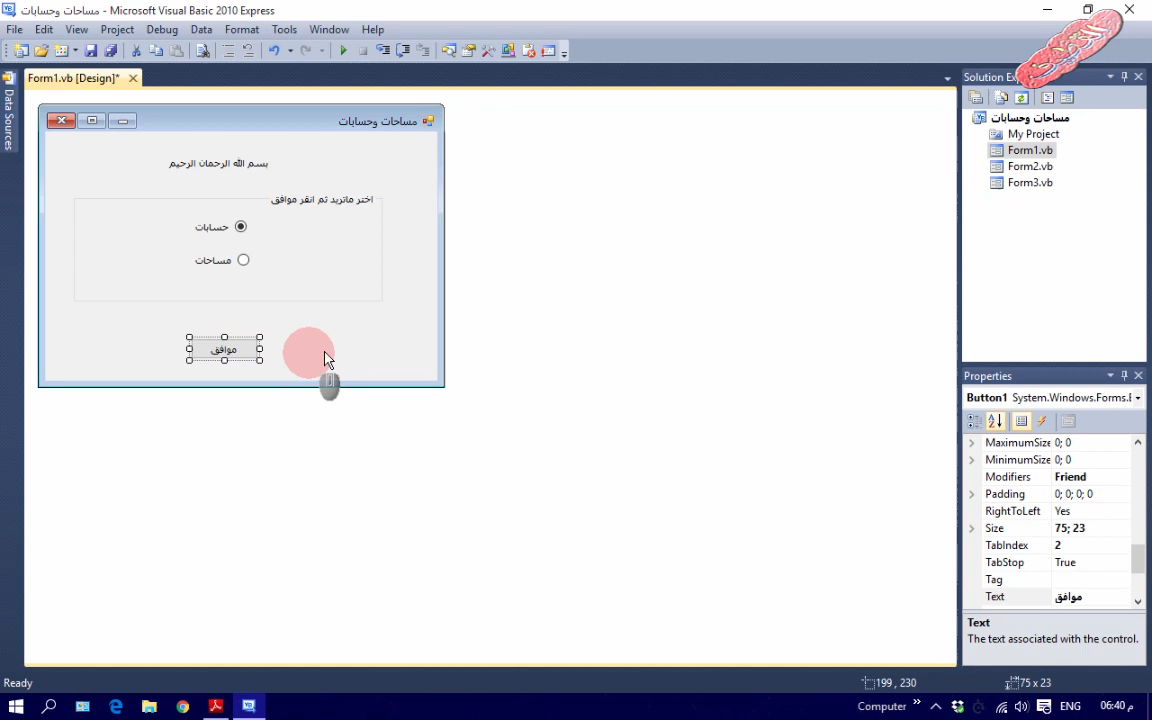 مساحات وحسابات - Microsoft Visual Basic 2010 Express
File Edit View Project Debug Data Format Tools Window Help
Form1.vb [Design]*
Data Sources
مساحات وحسابات
بسم الله الرحمان الرحيم
اختر ماتريد ثم انقر موافق
حسابات
مساحات
موافق
Solution Ex
مساحات وحسابات
My Project
Form1.vb
Form2.vb
Form3.vb
Properties
Button1 System.Windows.Forms.
MaximumSize 0; 0
MinimumSize 0; 0
Modifiers Friend
Padding 0; 0; 0; 0
RightToLeft Yes
Size 75; 23
TabIndex 2
TabStop True
Tag
Text موافق
Text
The text associated with the control.
Ready 199 , 230 75 x 23
Computer » ENG 06:40 م